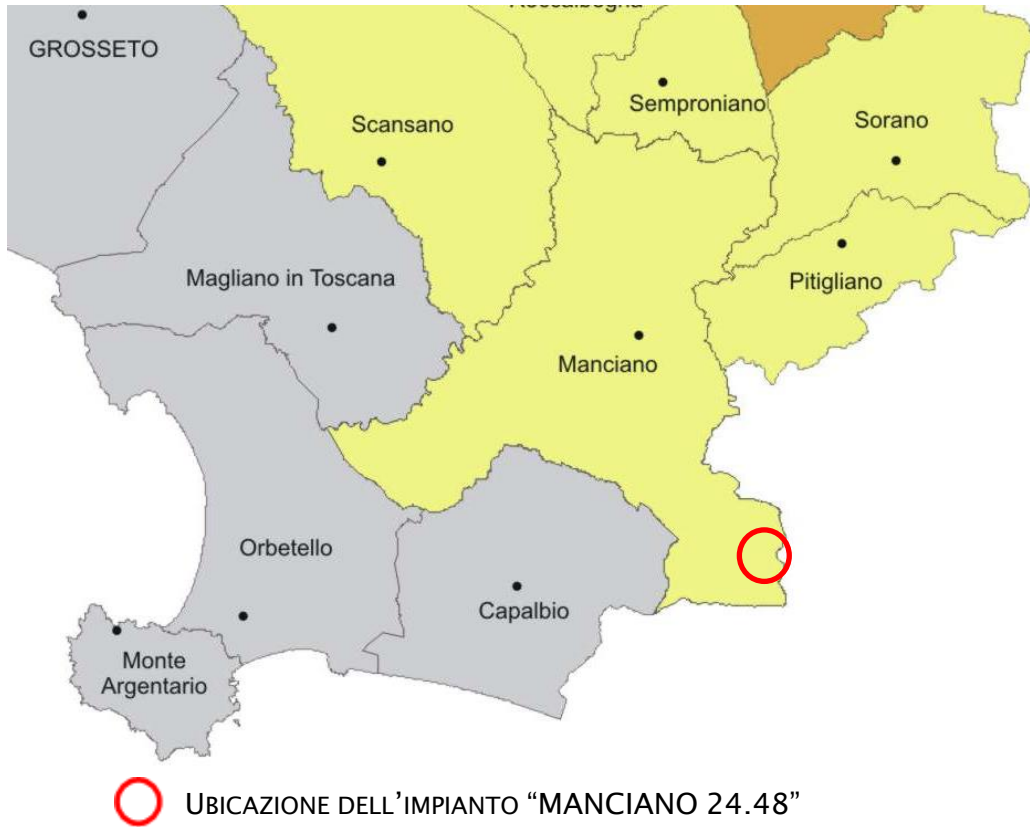 GROSSETO
Semproniano
Scansano
Sorano
Magliano in Toscana
Pitigliano
Manciano
Orbetello
Capalbio
Monte
Argentario
UBICAZIONE DELL'IMPIANTO “MANCIANO 24.48”